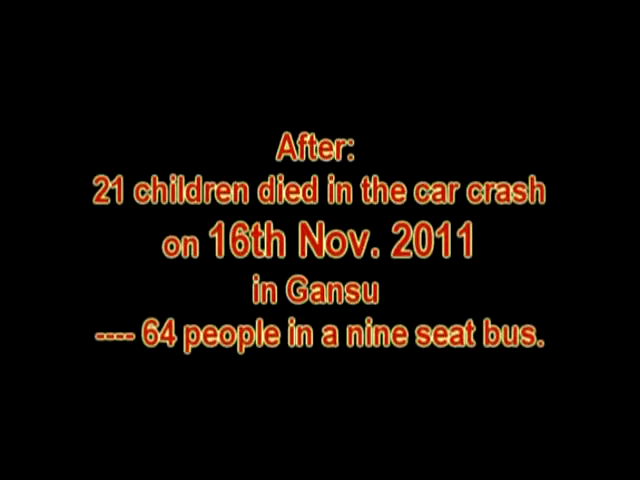 After:
21 children died in the car crash
on 16th Nov. 2011
in Gansu
---- 64 people in a nine seat bus.